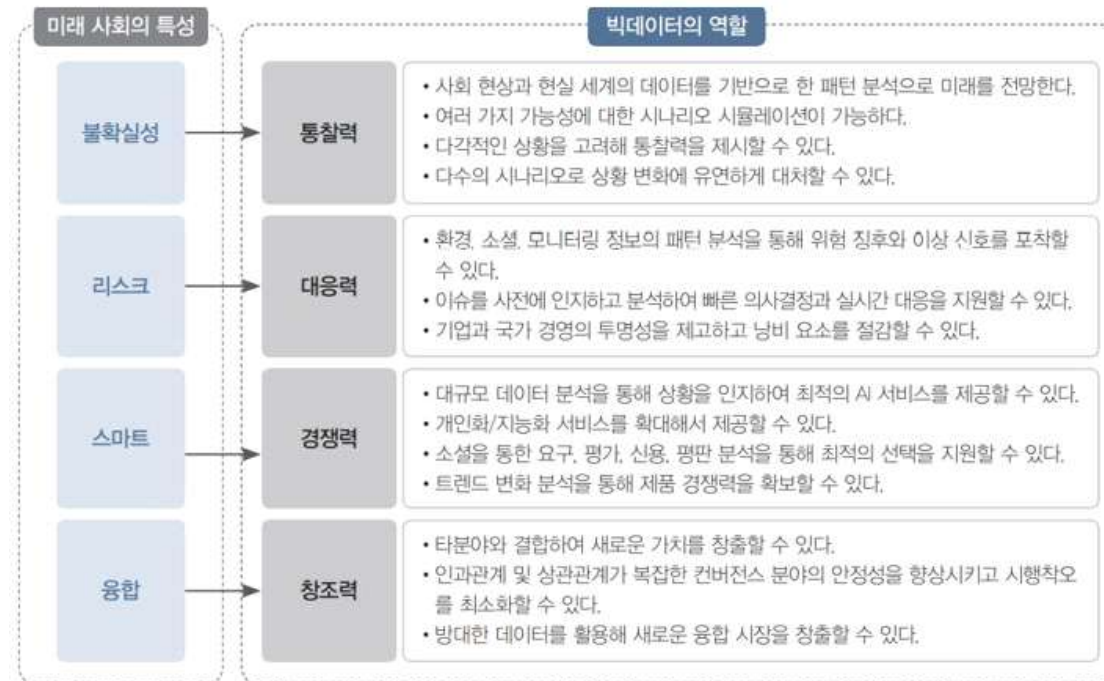 미래 사회의 특성
빅데이터의 역할
불확실성
통찰력
• 사회 현상과 현실 세계의 데이터를 기반으로 한 패턴 분석으로 미래를 전망한다.
• 여러 가지 가능성에 대한 시나리오 시뮬레이션이 가능하다.
• 다각적인 상황을 고려해 통찰력을 제시할 수 있다.
• 다수의 시나리오로 상황 변화에 유연하게 대처할 수 있다.
리스크
대응력
• 환경, 소셜, 모니터링 정보의 패턴 분석을 통해 위험 징후와 이상 신호를 포착할
수 있다.
• 이슈를 사전에 인지하고 분석하여 빠른 의사결정과 실시간 대응을 지원할 수 있다.
• 기업과 국가 경영의 투명성을 제고하고 낭비 요소를 절감할 수 있다.
스마트
경쟁력
• 대규모 데이터 분석을 통해 상황을 인지하여 최적의 AI 서비스를 제공할 수 있다.
• 개인화/지능화 서비스를 확대해서 제공할 수 있다.
• 소셜을 통한 요구, 평가, 신용, 평판 분석을 통해 최적의 선택을 지원할 수 있다.
• 트렌드 변화 분석을 통해 제품 경쟁력을 확보할 수 있다.
융합
창조력
• 타분야와 결합하여 새로운 가치를 창출할 수 있다.
• 인과관계 및 상관관계가 복잡한 컨버전스 분야의 안정성을 향상시키고 시행착오
를 최소화할 수 있다.
• 방대한 데이터를 활용해 새로운 융합 시장을 창출할 수 있다.